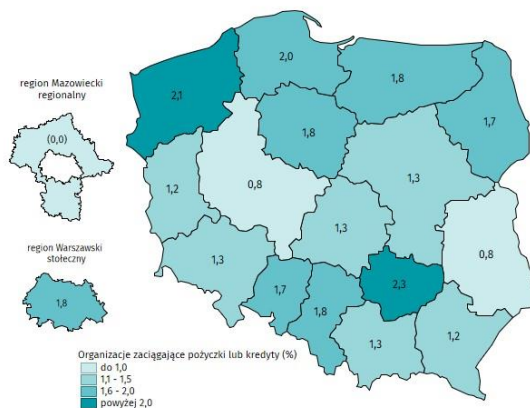 2,0
1,8
region Mazowiecki
regionalny
2,1
(0,0)
1,8
1,7
1,2
0,8
1,3
1,3
0,8
region Warszawski
stołeczny
1,3
1,8
1,7
1,8
2,3
1,3
1,2
Organizacje zaciągające pożyczki lub kredyty (%)
do 1,0
1,1 - 1,5
1,6 - 2,0
powyżej 2,0